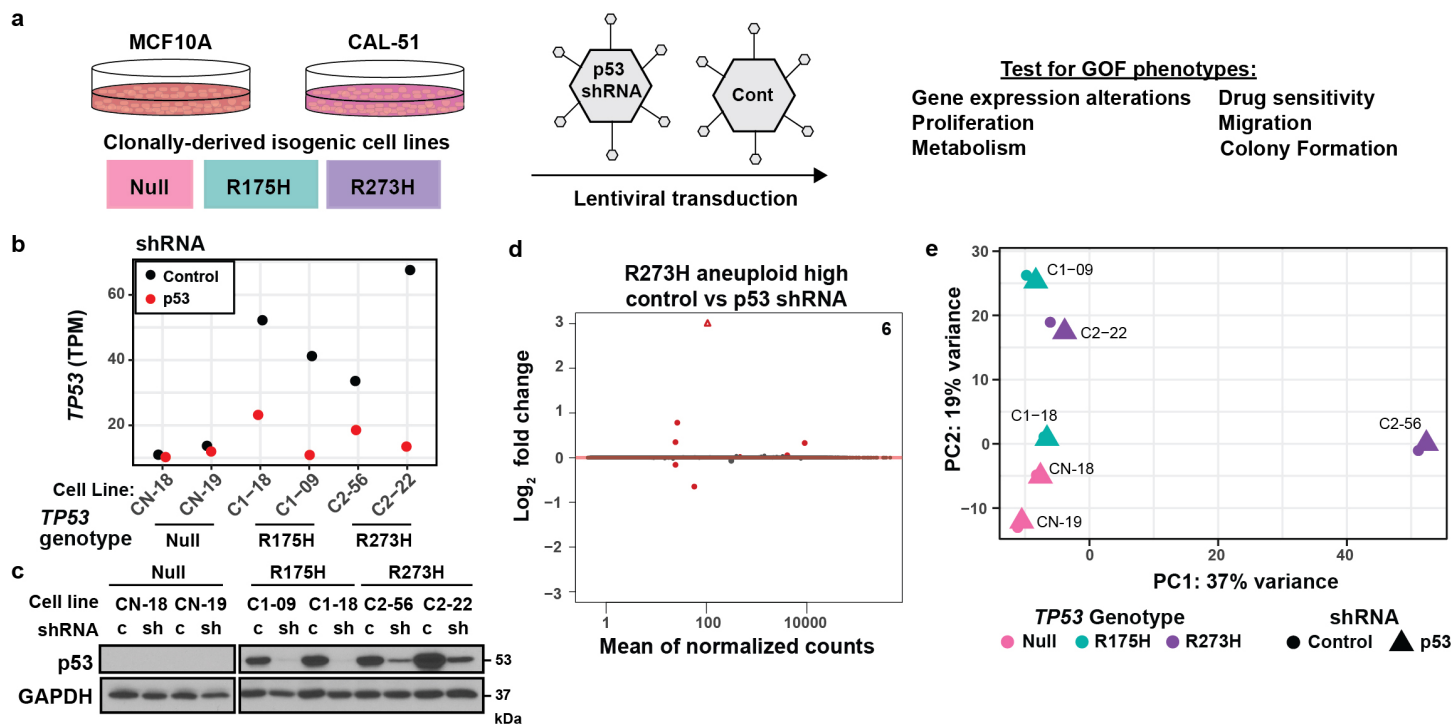 a
MCF10A
CAL-51
Clonally-derived isogenic cell lines
Null
R175H
R273H
p53
shRNA
Cont
Lentiviral transduction
Test for GOF phenotypes:
Gene expression alterations
Drug sensitivity
Proliferation
Migration
Metabolism
Colony Formation
b
shRNA
Control
p53
TP53 (TPM)
60
40
20
Cell Line:
CN-18
CN-19
C1−18
C1−09
C2-56
C2−22
TP53
genotype
Null
R175H
R273H
c
Null
R175H
R273H
Cell line
CN-18
CN-19
C1-09
C1-18
C2-56
C2-22
shRNA
c sh c sh c sh c sh c sh c sh
p53
53
GAPDH
37
kDa
d
R273H aneuploid high
control vs p53 shRNA
6
Log2 fold change
3
2
1
0
−1
−2
−3
1
100
10000
Mean of normalized counts
e
PC2: 19% variance
30
20
10
0
−10
C1−09
C2−22
C1−18
C2-56
CN-18
CN-19
0
20
40
PC1: 37% variance
TP53 Genotype
Null
R175H
R273H
shRNA
Control
p53